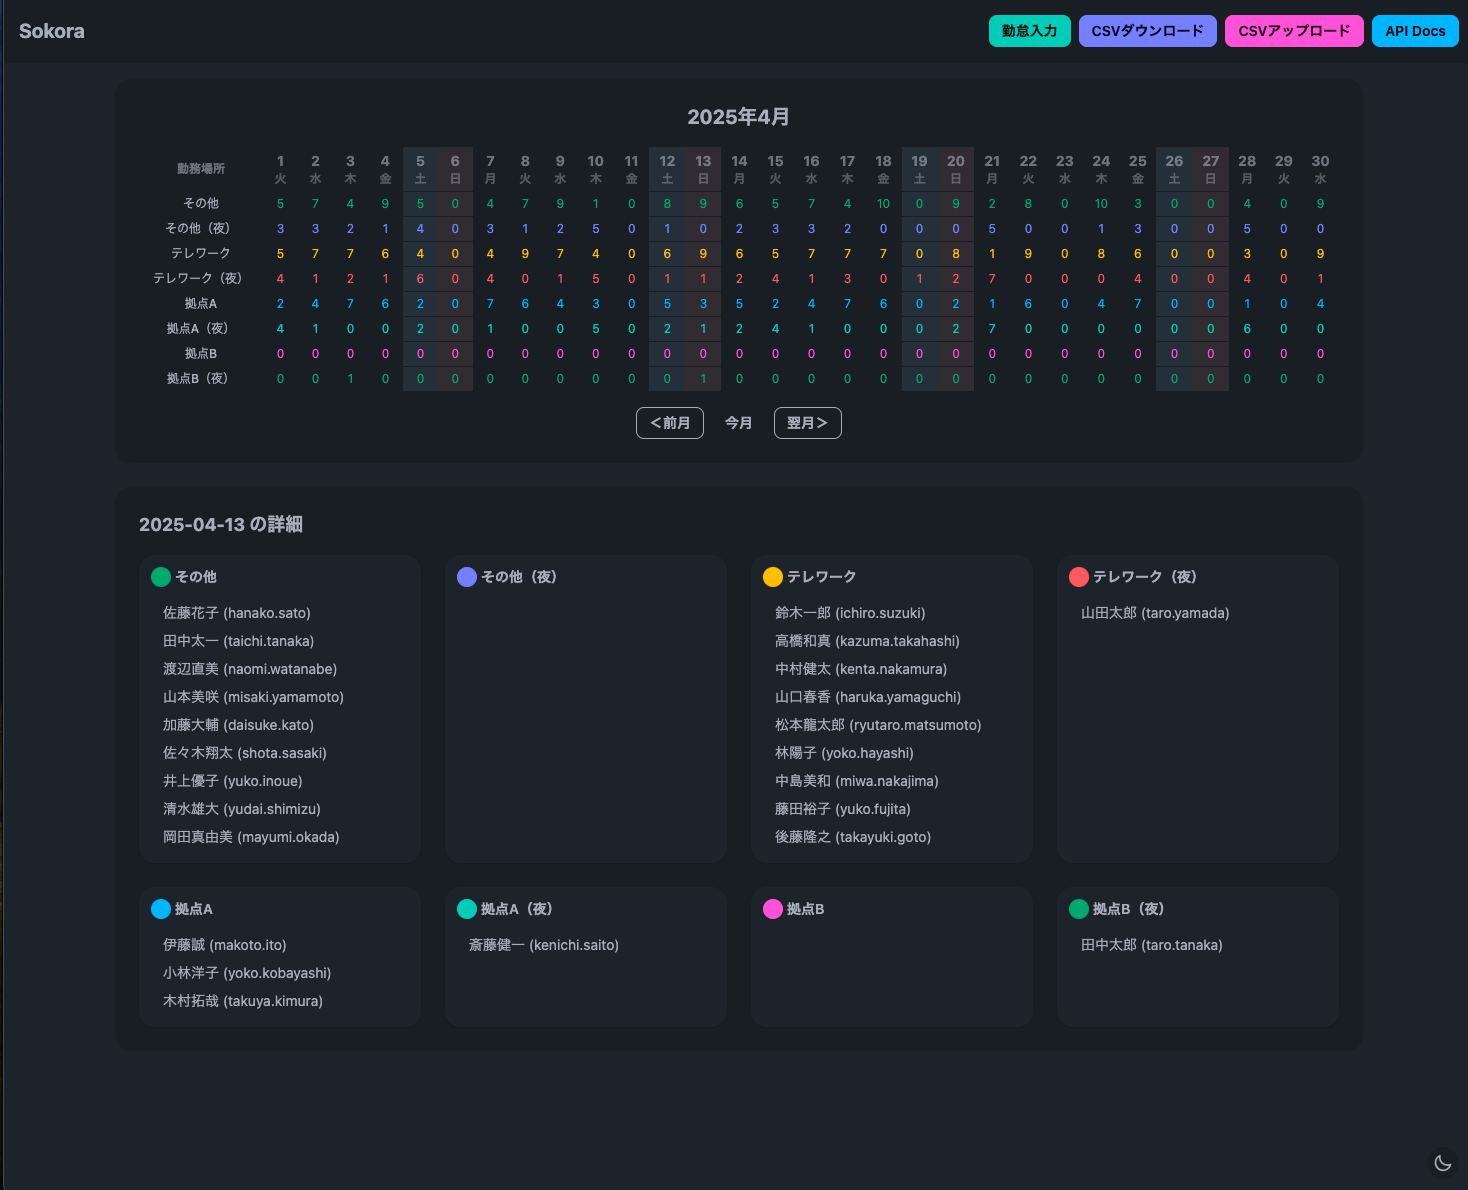 Sokora 勤怠入力 CSVダウンロード CSVアップロード API Docs
2025年4月
勤務場所 1 2 3 4 5 6 7 8 9 10 11 12 13 14 15 16 17 18 19 20 21 22 23 24 25 26 27 28 29 30
火 水 木 金 土 日 月 火 水 木 金 土 日 月 火 水 木 金 土 日 月 火 水 木 金 土 日 月 火 水
その他 5 7 4 9 5 0 4 7 9 1 0 8 9 6 5 7 4 10 0 9 2 8 0 10 3 0 0 4 0 9
その他（夜） 3 3 2 1 4 0 3 1 2 5 0 1 0 2 3 3 2 0 0 0 5 0 0 1 3 0 0 5 0 0
テレワーク 5 7 7 6 4 0 4 9 7 4 0 6 9 6 5 7 7 7 0 8 1 9 0 8 6 0 0 3 0 9
テレワーク（夜） 4 1 2 1 6 0 4 0 1 5 0 1 1 2 4 1 3 0 1 2 7 0 0 0 4 0 0 4 0 1
拠点A 2 4 7 6 2 0 7 6 4 3 0 5 3 5 2 4 7 6 0 2 1 6 0 4 7 0 0 1 0 4
拠点A（夜） 4 1 0 0 2 0 1 0 0 5 0 2 1 2 4 1 0 0 0 2 7 0 0 0 0 0 0 6 0 0
拠点B 0 0 0 0 0 0 0 0 0 0 0 0 0 0 0 0 0 0 0 0 0 0 0 0 0 0 0 0 0 0
拠点B（夜） 0 0 1 0 0 0 0 0 0 0 0 0 1 0 0 0 0 0 0 0 0 0 0 0 0 0 0 0 0 0
＜前月 今月 翌月＞
2025-04-13 の詳細
その他
佐藤花子 (hanako.sato)
田中太一 (taichi.tanaka)
渡辺直美 (naomi.watanabe)
山本美咲 (misaki.yamamoto)
加藤大輔 (daisuke.kato)
佐々木翔太 (shota.sasaki)
井上優子 (yuko.inoue)
清水雄大 (yudai.shimizu)
岡田真由美 (mayumi.okada)
その他（夜）
テレワーク
鈴木一郎 (ichiro.suzuki)
高橋和真 (kazuma.takahashi)
中村健太 (kenta.nakamura)
山口春香 (haruka.yamaguchi)
松本龍太郎 (ryutaro.matsumoto)
林陽子 (yoko.hayashi)
中島美和 (miwa.nakajima)
藤田裕子 (yuko.fujita)
後藤隆之 (takayuki.goto)
テレワーク（夜）
山田太郎 (taro.yamada)
拠点A
伊藤誠 (makoto.ito)
小林洋子 (yoko.kobayashi)
木村拓哉 (takuya.kimura)
拠点A（夜）
斎藤健一 (kenichi.saito)
拠点B
拠点B（夜）
田中太郎 (taro.tanaka)